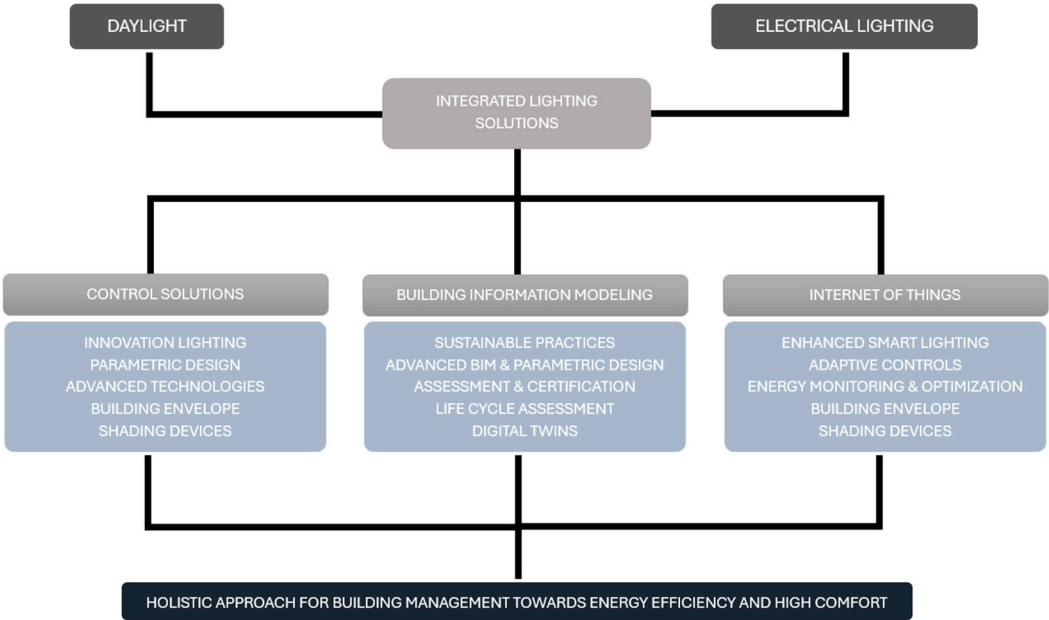 DAYLIGHT
ELECTRICAL LIGHTING
INTEGRATED LIGHTING
SOLUTIONS
CONTROL SOLUTIONS
INNOVATION LIGHTING
PARAMETRIC DESIGN
ADVANCED TECHNOLOGIES
BUILDING ENVELOPE
SHADING DEVICES
BUILDING INFORMATION MODELING
SUSTAINABLE PRACTICES
ADVANCED BIM & PARAMETRIC DESIGN
ASSESSMENT & CERTIFICATION
LIFE CYCLE ASSESSMENT
DIGITAL TWINS
INTERNET OF THINGS
ENHANCED SMART LIGHTING
ADAPTIVE CONTROLS
ENERGY MONITORING & OPTIMIZATION
BUILDING ENVELOPE
SHADING DEVICES
HOLISTIC APPROACH FOR BUILDING MANAGEMENT TOWARDS ENERGY EFFICIENCY AND HIGH COMFORT